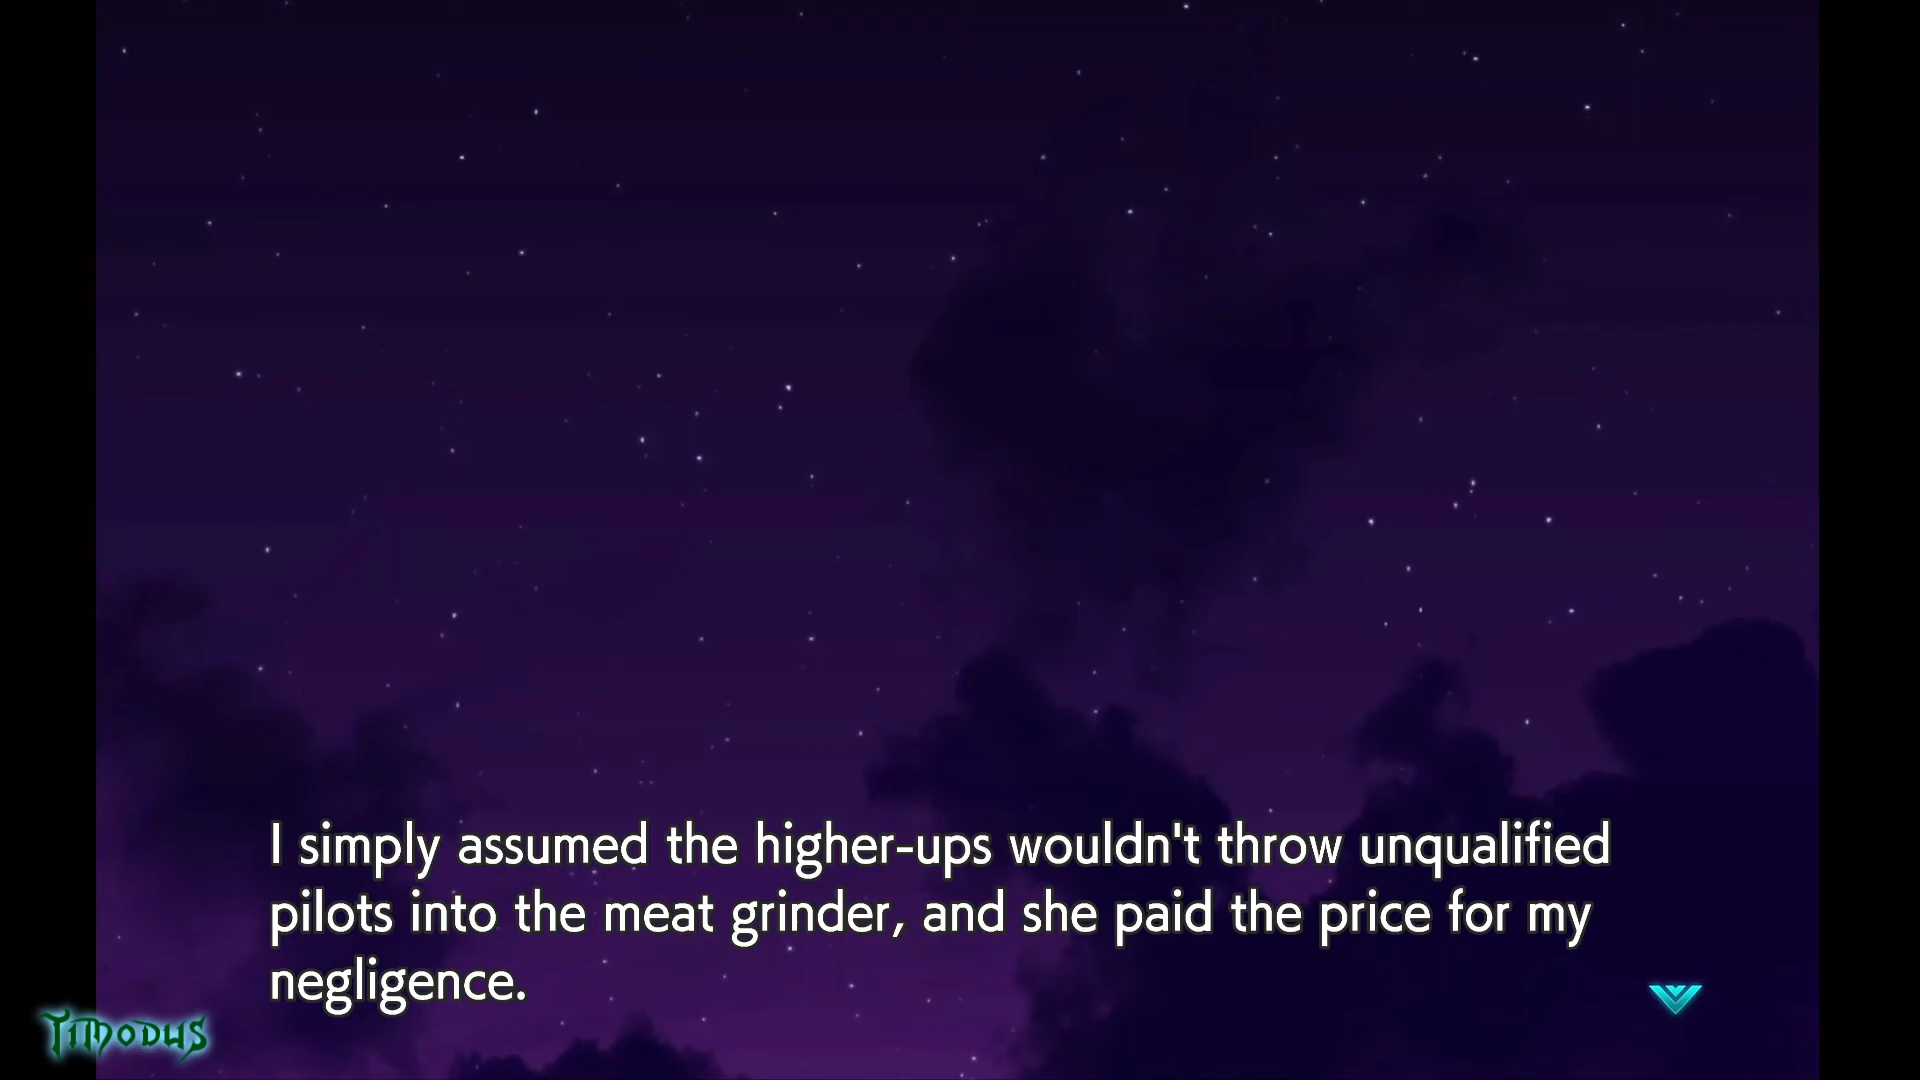 I simply assumed the higher-ups wouldn't throw unqualified
pilots into the meat grinder, and she paid the price for my
negligence.
TIMODUS